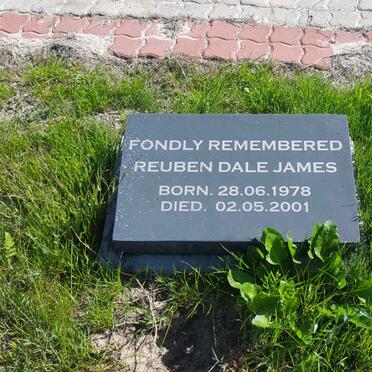 FONDLY REMEMBERED
REUBEN DALE JAMES
BORN. 28.06.1978
DIED. 02.05.2001